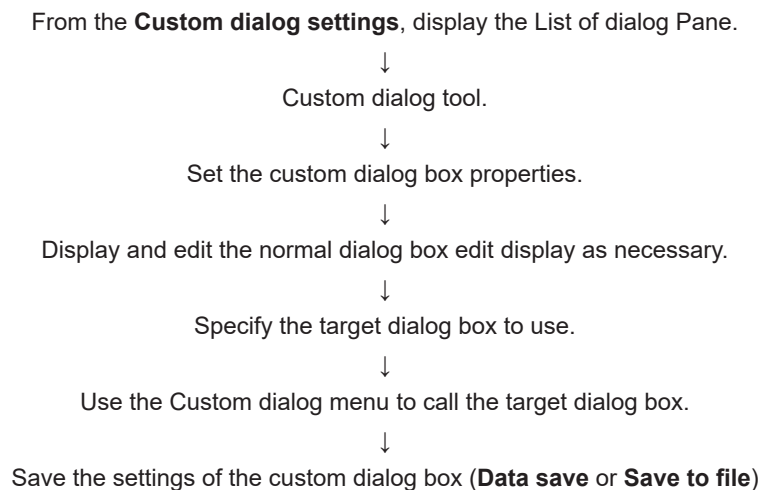 From the Custom dialog settings, display the List of dialog Pane.
↓
Custom dialog tool.
↓
Set the custom dialog box properties.
↓
Display and edit the normal dialog box edit display as necessary.
↓
Specify the target dialog box to use.
↓
Use the Custom dialog menu to call the target dialog box.
↓
Save the settings of the custom dialog box (Data save or Save to file)